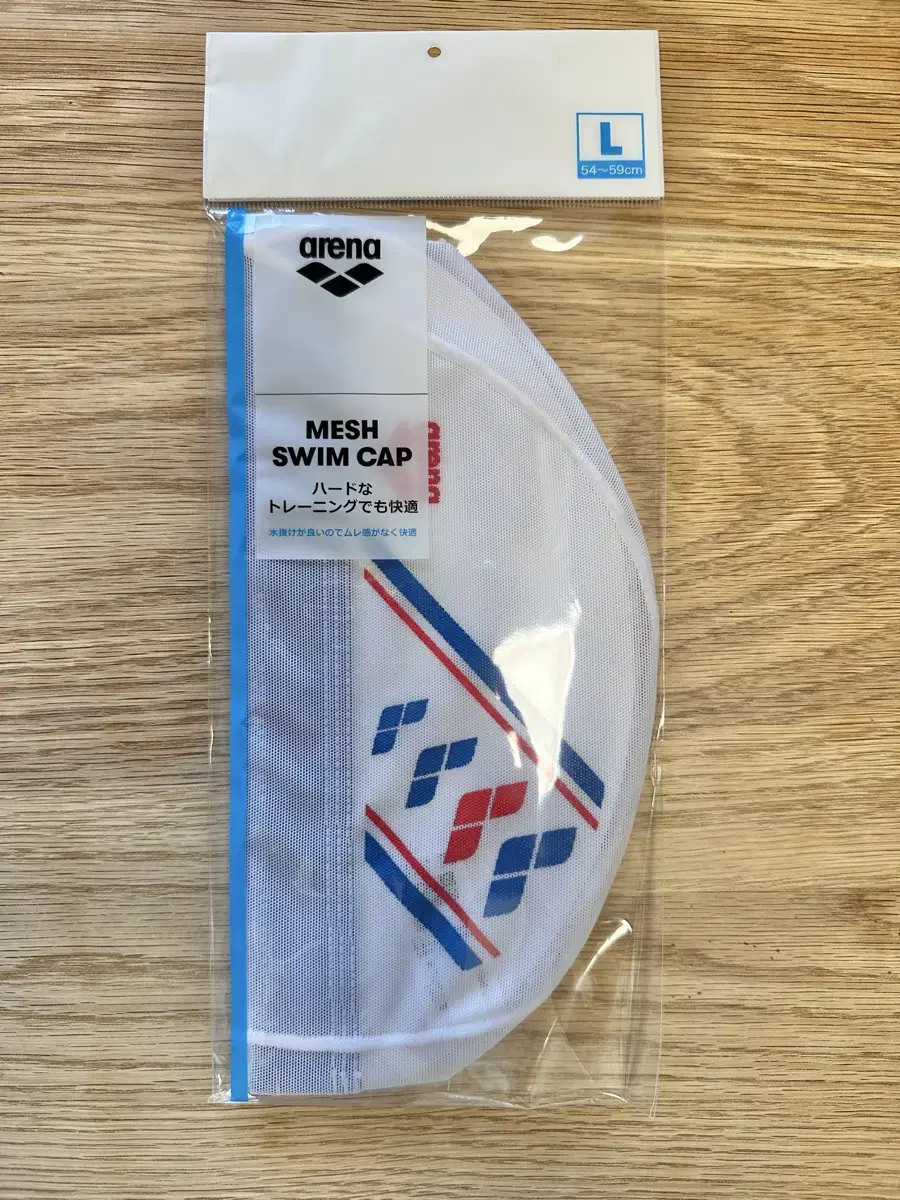 L
54~59cm
arena
MESH
SWIM CAP
ハードな
トレーニングでも快適
水抜けが良いのでムレ感がなく快適
arena